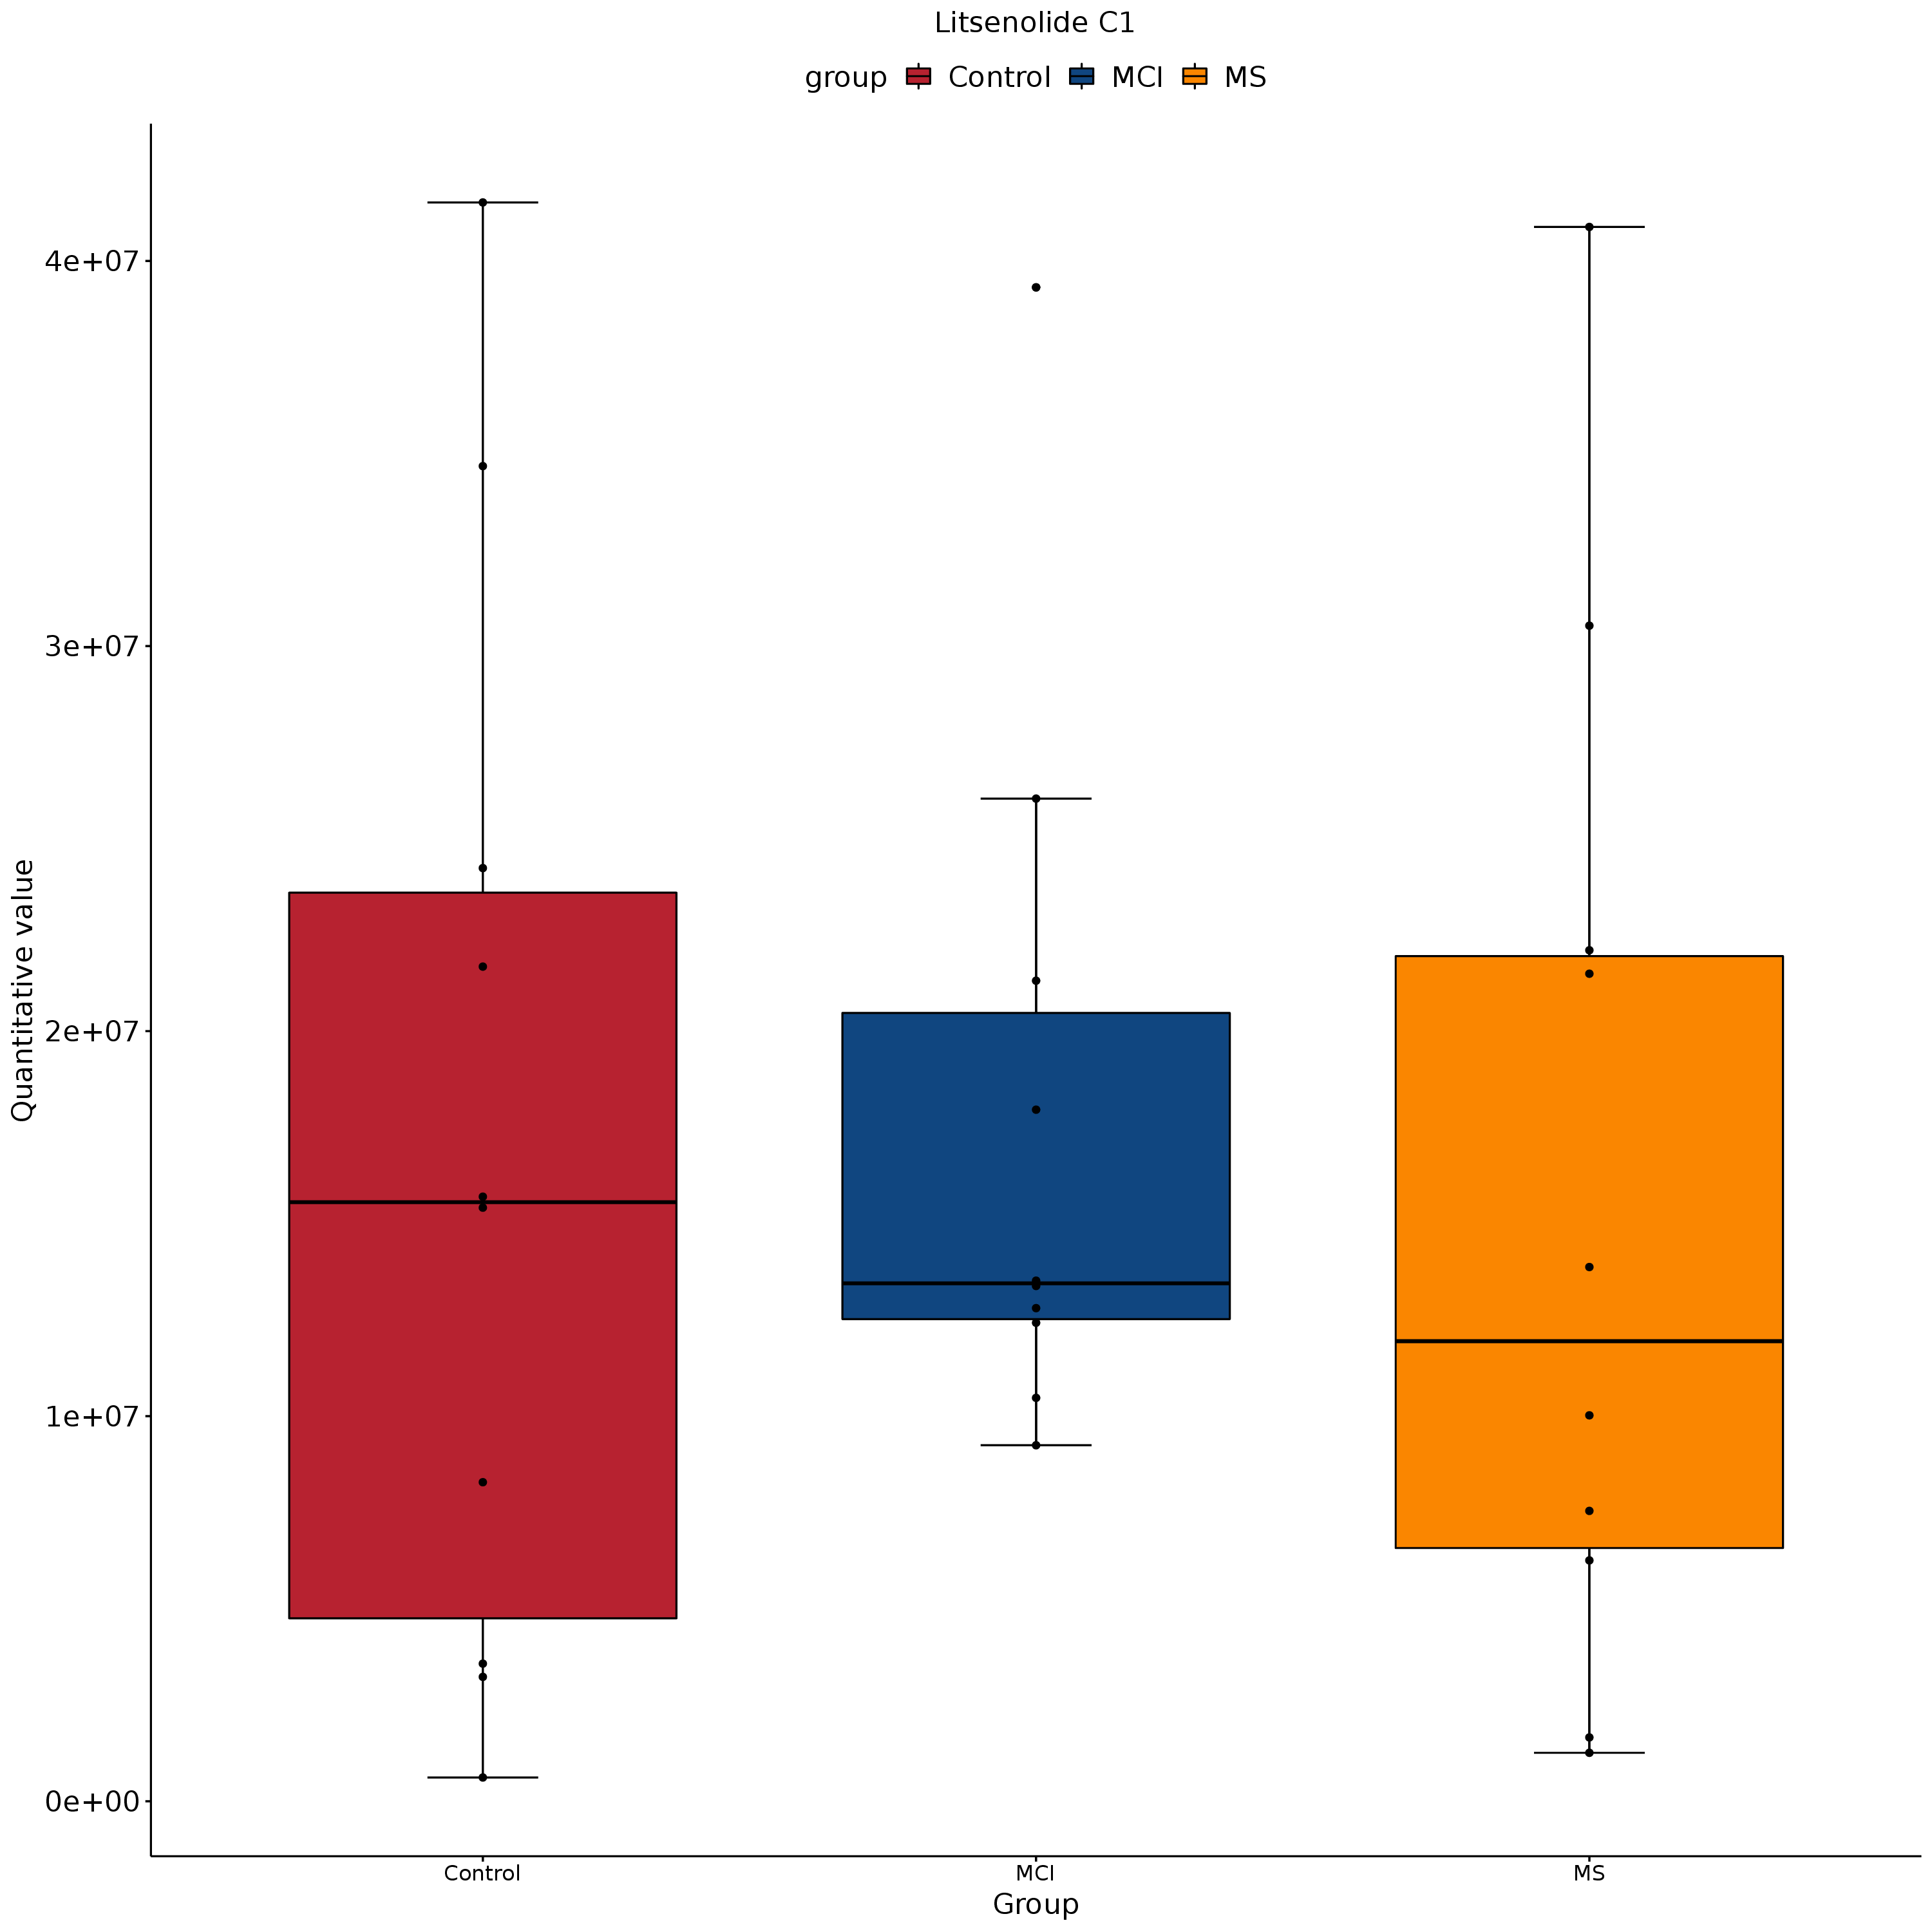 Litsenolide C1
group Control MCI MS
Quantitative value
4e+07
3e+07
2e+07
1e+07
0e+00
Control MCI MS
Group